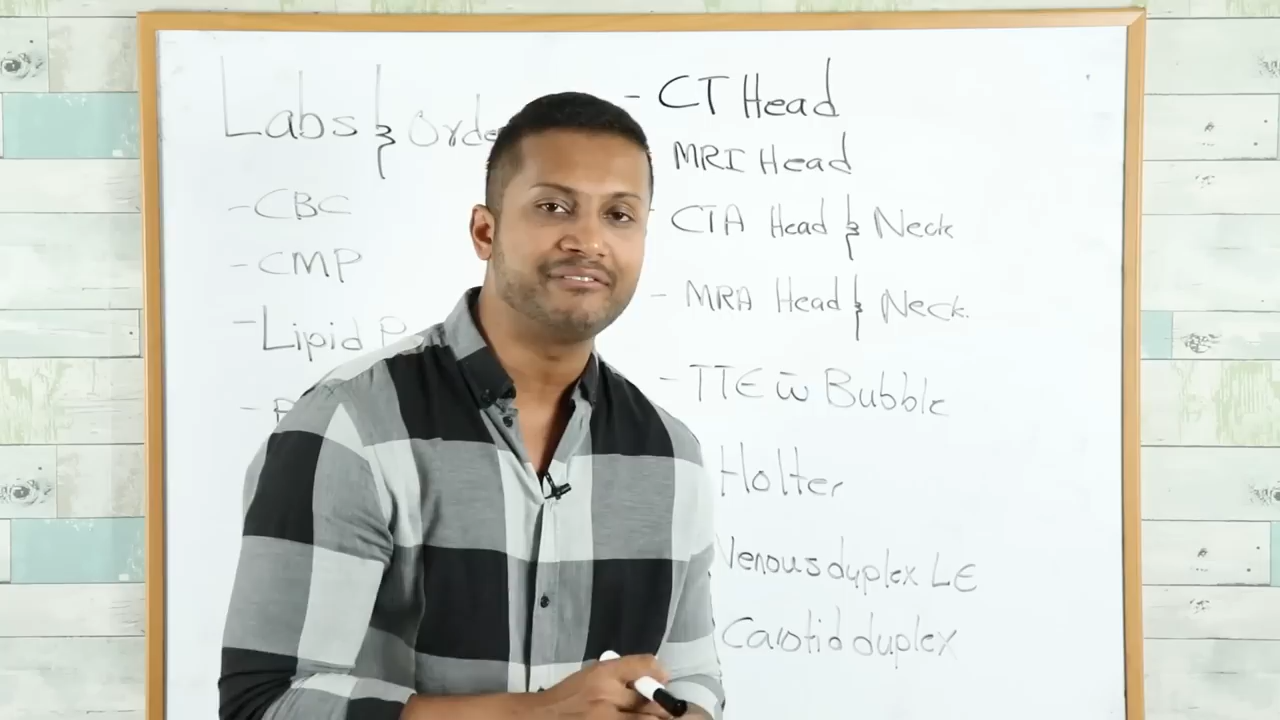 Labs &
- CBC
- CMP
- Lipid
- CT Head
MRI Head
CTA Head & Neck
- MRA Head & Neck.
- TTE w̄ Bubble
Holter
Venous duplex LE
Carotid duplex